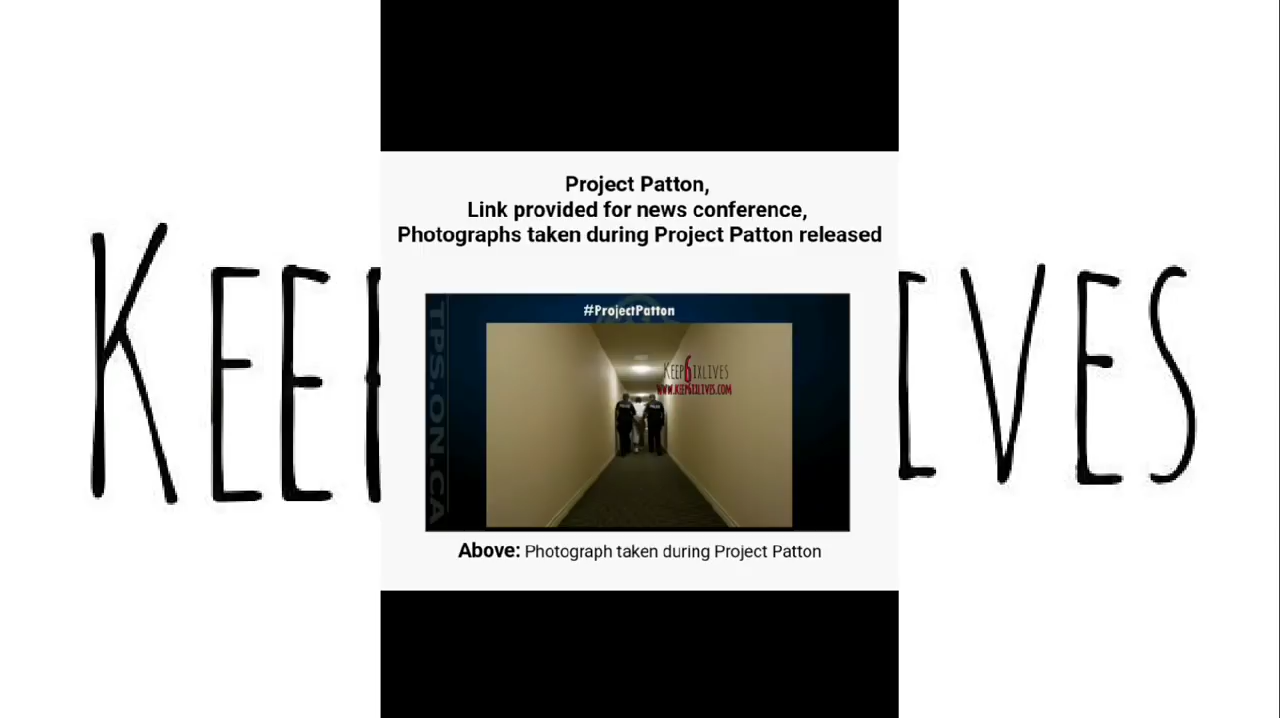 Project Patton,
Link provided for news conference,
Photographs taken during Project Patton released
KEE
IVES
#ProjectPatton
TPS.ON.CA
KEEP6IXLIVES
WWW.KEEP6IXLIVES.COM
Above: Photograph taken during Project Patton